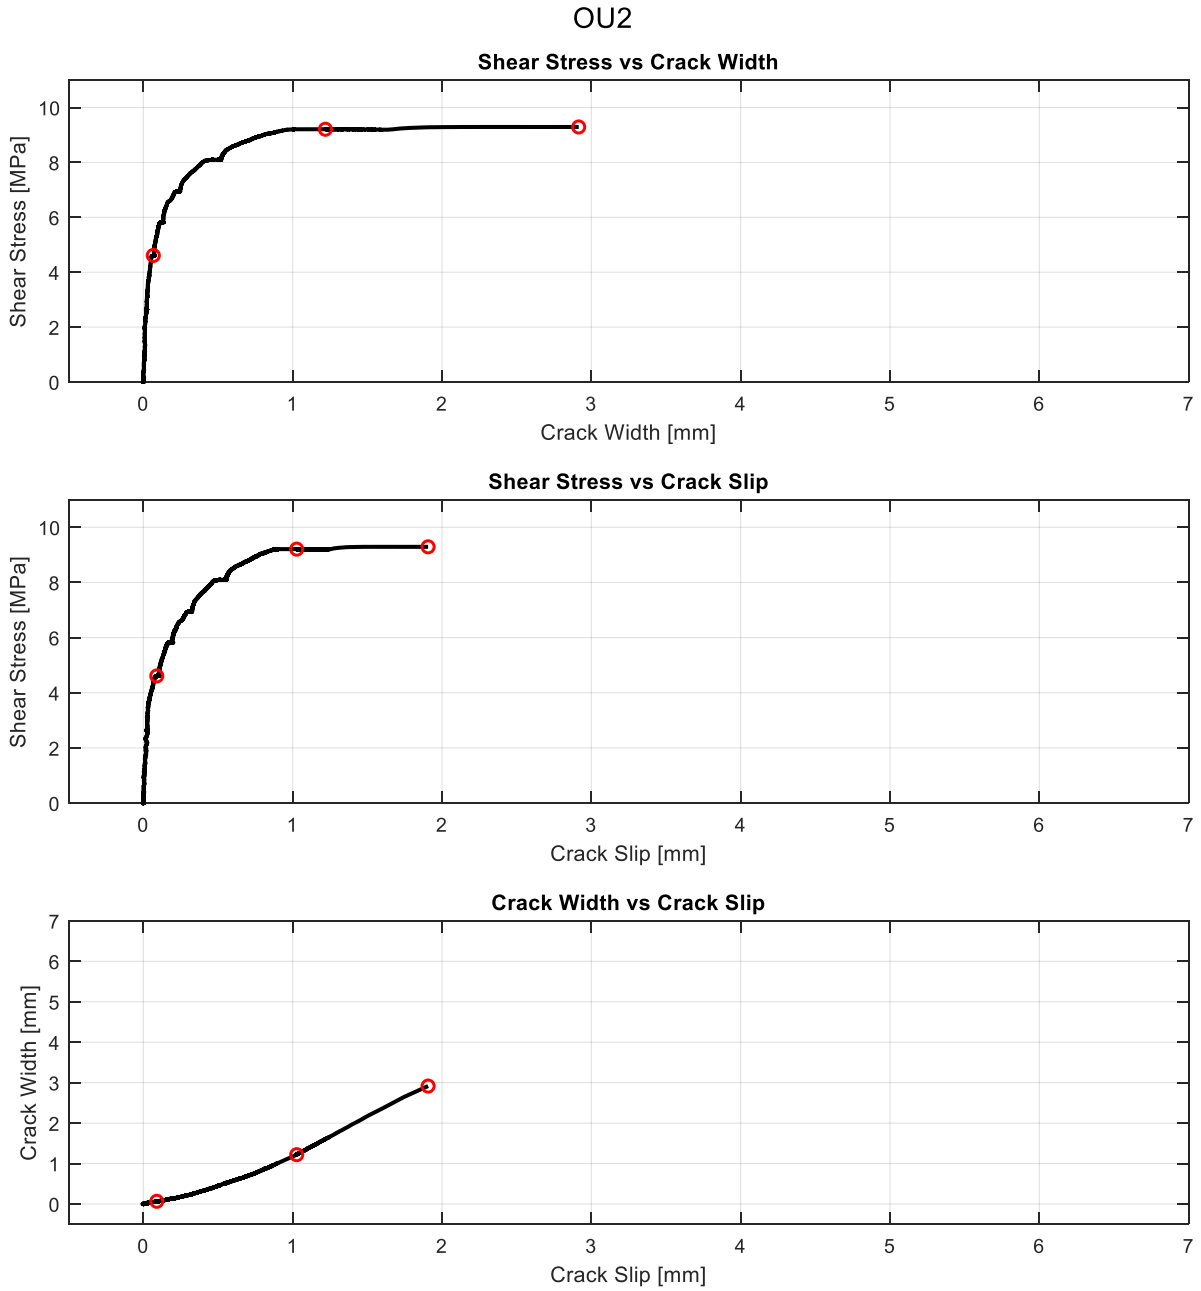 OU2
Shear Stress vs Crack Width
Shear Stress [MPa]
10
8
6
4
2
0
0 1 2 3 4 5 6 7
Crack Width [mm]
Shear Stress vs Crack Slip
Shear Stress [MPa]
10
8
6
4
2
0
0 1 2 3 4 5 6 7
Crack Slip [mm]
Crack Width vs Crack Slip
Crack Width [mm]
7
6
5
4
3
2
1
0
0 1 2 3 4 5 6 7
Crack Slip [mm]